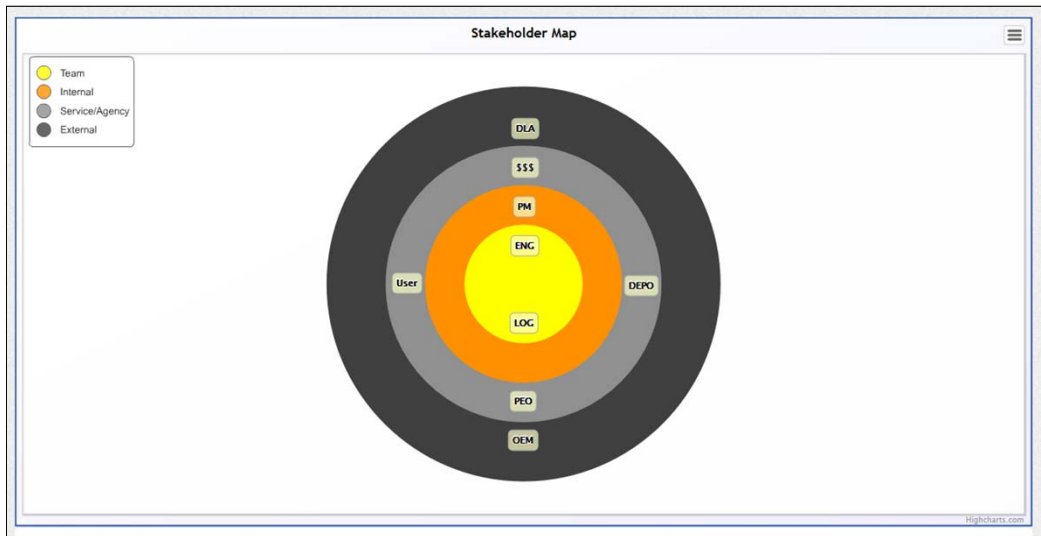 Stakeholder Map
Team
Internal
Service/Agency
External
DLA
$$$
PM
ENG
User
DEPO
LOG
PEO
OEM
Highcharts.com